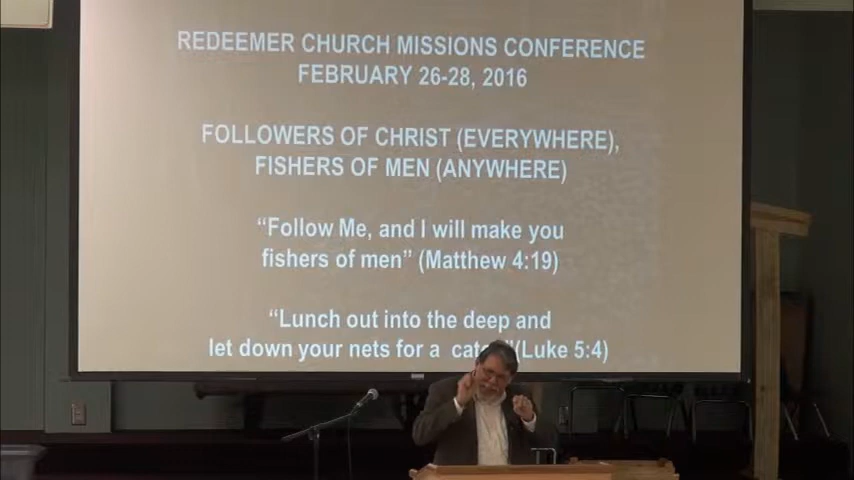 REDEEMER CHURCH MISSIONS CONFERENCE
FEBRUARY 26-28, 2016
FOLLOWERS OF CHRIST (EVERYWHERE),
FISHERS OF MEN (ANYWHERE)
“Follow Me, and I will make you
fishers of men” (Matthew 4:19)
“Lunch out into the deep and
let down your nets for a (Luke 5:4)